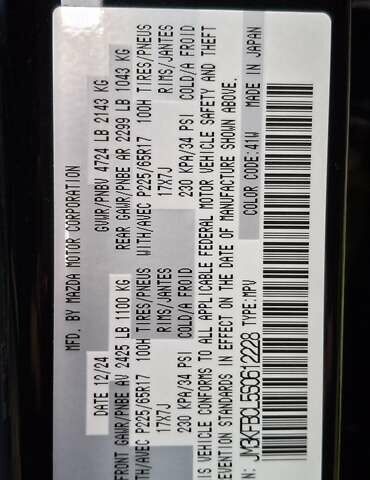 MFD. BY MAZDA MOTOR CORPORATION
DATE 12/24 GVWR/PNBV 4724 LB 2143 KG
FRONT GAWR/PNBE AV 2425 LB 1100 KG REAR GAWR/PNBE AR 2299 LB 1043 KG
WITH/AVEC P225/65R17 100H TIRES/PNEUS WITH/AVEC P225/65R17 100H TIRES/PNEUS
17X7J RIMS/JANTES 17X7J RIMS/JANTES
230 KPA/34 PSI COLD/A FROID 230 KPA/34 PSI COLD/A FROID
IS VEHICLE CONFORMS TO ALL APPLICABLE FEDERAL MOTOR VEHICLE SAFETY AND THEFT
EVENTION STANDARDS IN EFFECT ON THE DATE OF MANUFACTURE SHOWN ABOVE.
JM3KFBCL5S0612228 TYPE:MPV COLOR CODE:41W MADE IN JAPAN